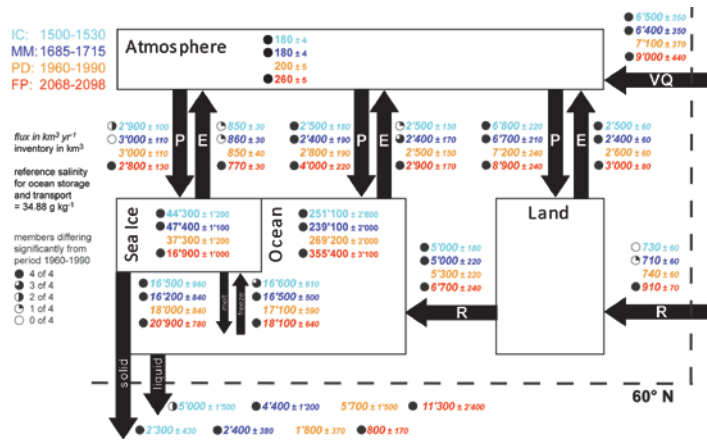 IC: 1500-1530
MM: 1685-1715
PD: 1960-1990
FP: 2068-2098
Atmosphere
180 ± 4
180 ± 4
200 ± 5
260 ± 5
6'500 ± 350
6'400 ± 350
7'100 ± 370
9'000 ± 440
VQ
flux in km³ yr⁻¹
inventory in km³
reference salinity
for ocean storage
and transport
= 34.88 g kg⁻¹
members differing
significantly from
period 1960-1990
4 of 4
3 of 4
2 of 4
1 of 4
0 of 4
2'900 ± 100
3'000 ± 110
3'000 ± 110
2'800 ± 130
P
E
850 ± 30
860 ± 30
850 ± 40
770 ± 30
2'500 ± 180
2'400 ± 190
2'800 ± 190
4'000 ± 220
P
E
2'500 ± 150
2'400 ± 170
2'500 ± 150
2'900 ± 170
6'800 ± 220
6'700 ± 210
7'200 ± 240
8'900 ± 240
P
E
2'500 ± 60
2'400 ± 60
2'600 ± 60
3'000 ± 80
Sea Ice
44'300 ± 1'200
47'400 ± 1'100
37'300 ± 1'200
16'900 ± 1'000
Ocean
251'100 ± 2'800
239'100 ± 2'000
269'200 ± 2'000
355'400 ± 3'100
Land
5'000 ± 180
5'000 ± 220
5'300 ± 220
6'700 ± 240
R
730 ± 60
710 ± 60
740 ± 60
910 ± 70
R
16'500 ± 960
16'200 ± 840
18'000 ± 840
20'900 ± 780
melt
freeze
16'600 ± 610
16'500 ± 500
17'100 ± 590
18'100 ± 640
solid
liquid
60° N
5'000 ± 1'500
4'400 ± 1'200
5'700 ± 1'500
11'300 ± 2'400
2'300 ± 430
2'400 ± 380
1'800 ± 370
800 ± 170